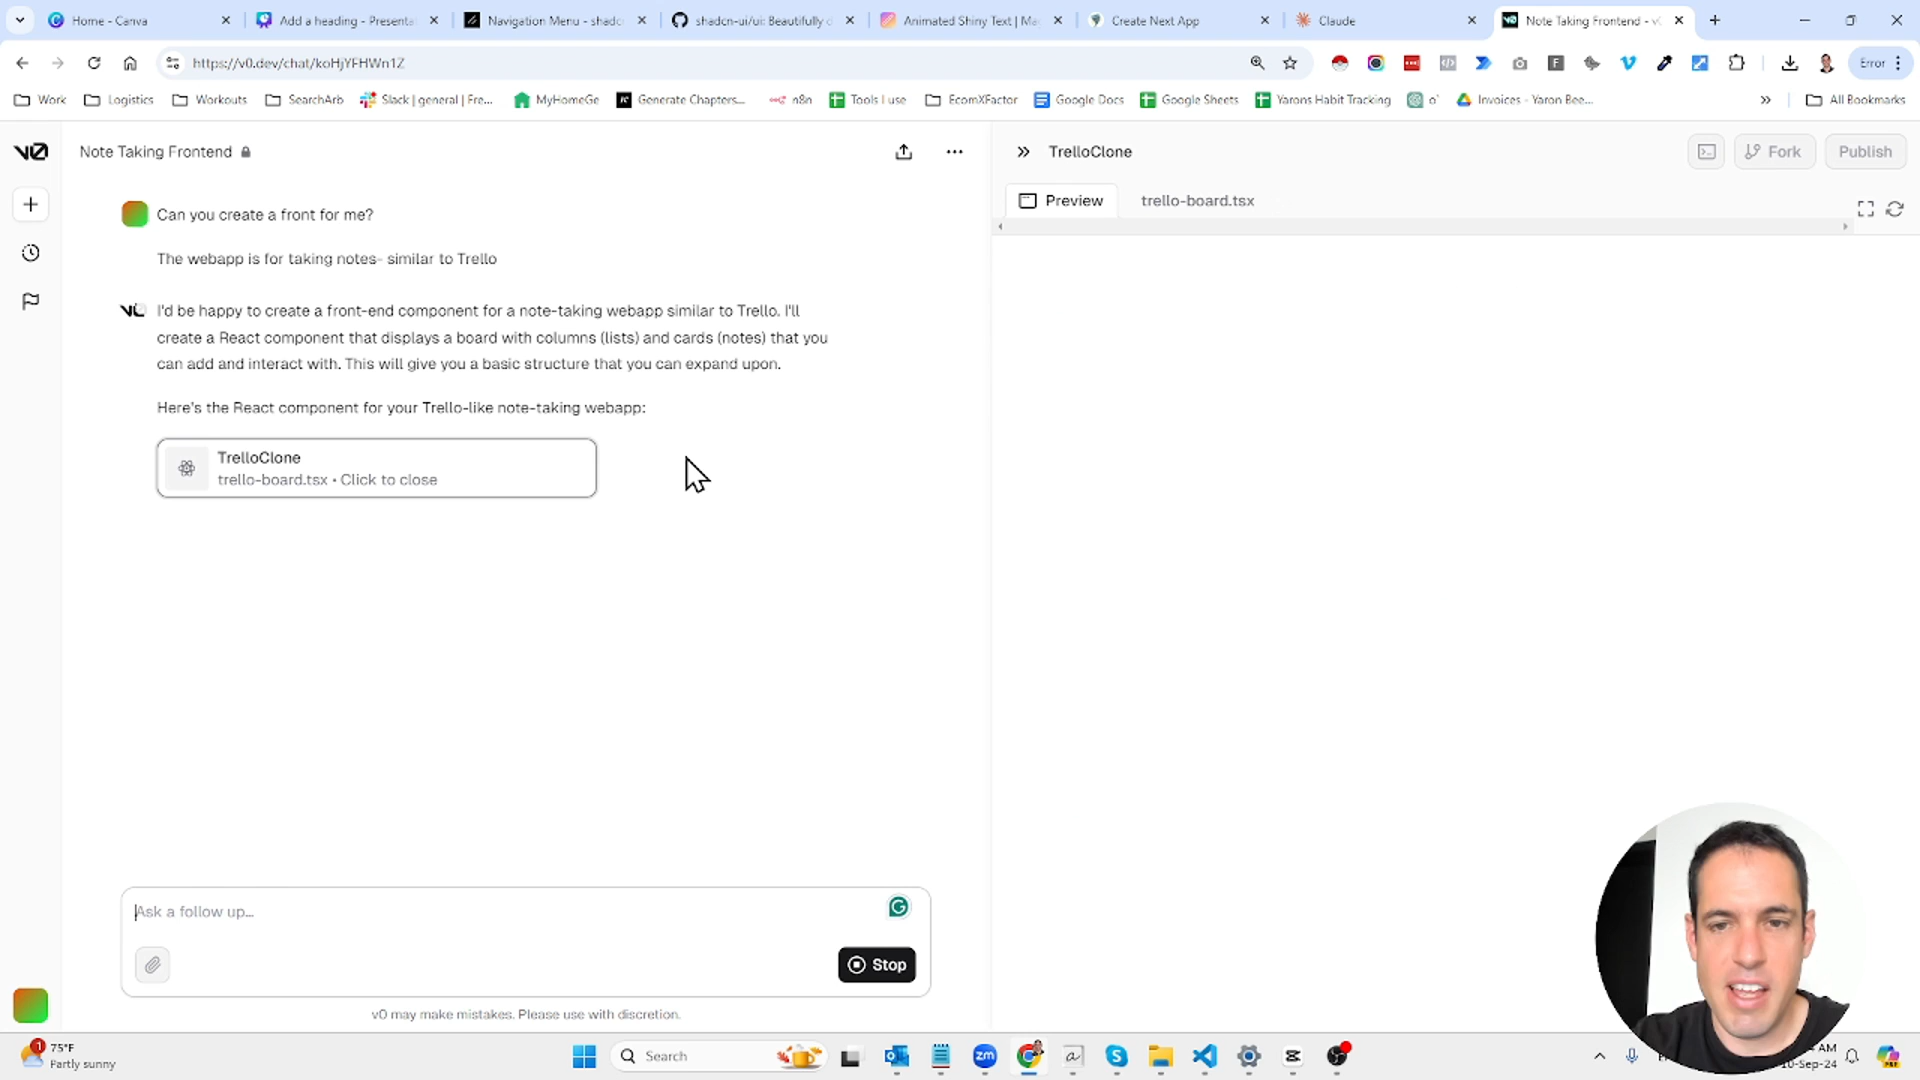 Home - Canva
Add a heading - Presenta
Navigation Menu - shadc
shadcn-ui/ui: Beautifully d
Animated Shiny Text | Ma
Create Next App
Claude
Note Taking Frontend - v
https://v0.dev/chat/koHjYFHWn1Z
Error
Work
Logistics
Workouts
SearchArb
Slack | general | Fre...
MyHomeGe
Generate Chapters...
n8n
Tools I use
EcomXFactor
Google Docs
Google Sheets
Yarons Habit Tracking
o'
Invoices - Yaron Bee...
All Bookmarks
v0
Note Taking Frontend
TrelloClone
Fork
Publish
Preview
trello-board.tsx
Can you create a front for me?
The webapp is for taking notes- similar to Trello
I'd be happy to create a front-end component for a note-taking webapp similar to Trello. I'll
create a React component that displays a board with columns (lists) and cards (notes) that you
can add and interact with. This will give you a basic structure that you can expand upon.
Here's the React component for your Trello-like note-taking webapp:
TrelloClone
trello-board.tsx • Click to close
Ask a follow up...
Stop
v0 may make mistakes. Please use with discretion.
1
75°F
Partly sunny
Search
zm
AM
10-Sep-24